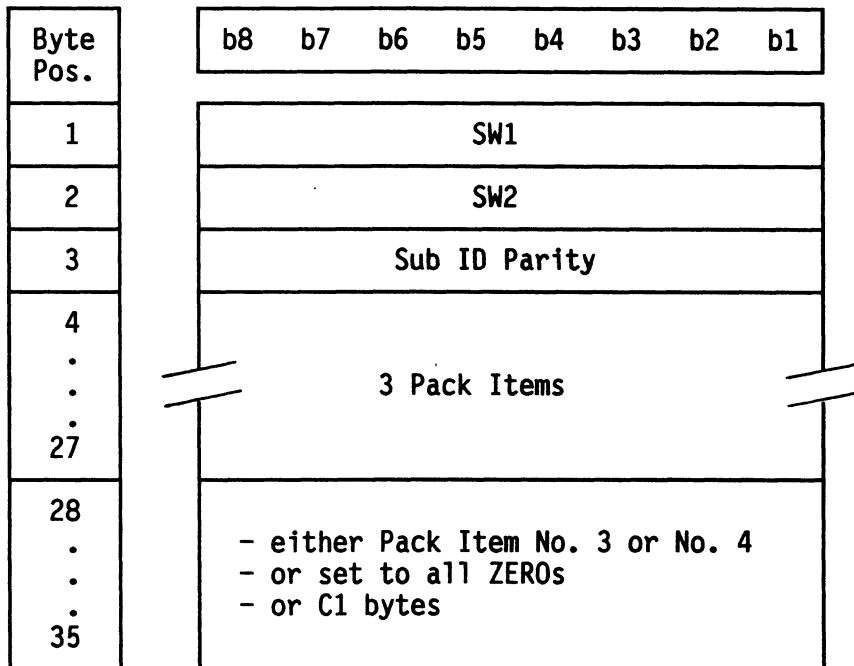 Byte Pos. b8 b7 b6 b5 b4 b3 b2 b1
1 SW1
2 SW2
3 Sub ID Parity
4
.
.
.
27
3 Pack Items
28
.
.
.
35
- either Pack Item No. 3 or No. 4
- or set to all ZEROs
- or C1 bytes